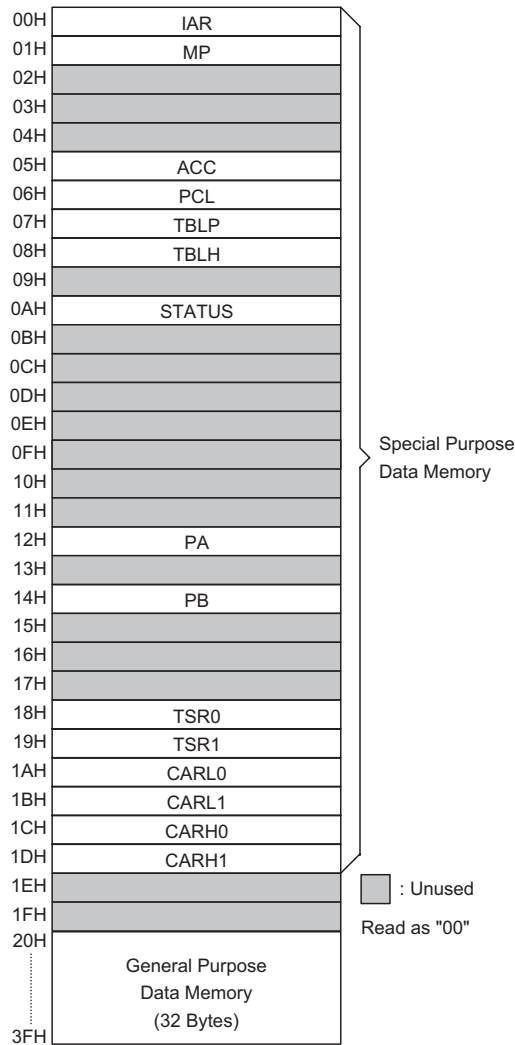 00H IAR
01H MP
02H
03H
04H
05H ACC
06H PCL
07H TBLP
08H TBLH
09H
0AH STATUS
0BH
0CH
0DH
0EH
0FH
10H
11H
12H PA
13H
14H PB
15H
16H
17H
18H TSR0
19H TSR1
1AH CARL0
1BH CARL1
1CH CARH0
1DH CARH1
1EH
1FH
20H
General Purpose
Data Memory
(32 Bytes)
3FH
Special Purpose
Data Memory
: Unused
Read as "00"